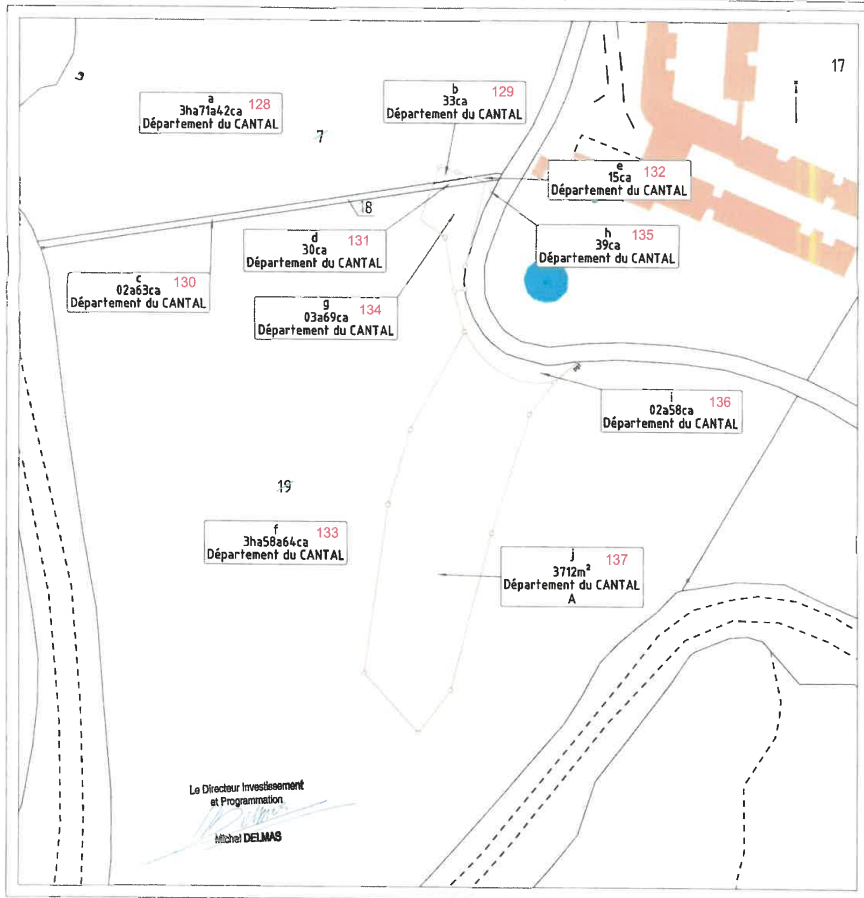 17
a 128
3ha71a42ca
Département du CANTAL
b 129
33ca
Département du CANTAL
7
e 132
15ca
Département du CANTAL
18
d 131
30ca
Département du CANTAL
h 135
39ca
Département du CANTAL
c 130
02a63ca
Département du CANTAL
g 134
03a69ca
Département du CANTAL
i 136
02a58ca
Département du CANTAL
19
f 133
3ha58a64ca
Département du CANTAL
j 137
3712m²
Département du CANTAL
A
Le Directeur Investissement
et Programmation
Michel DELMAS